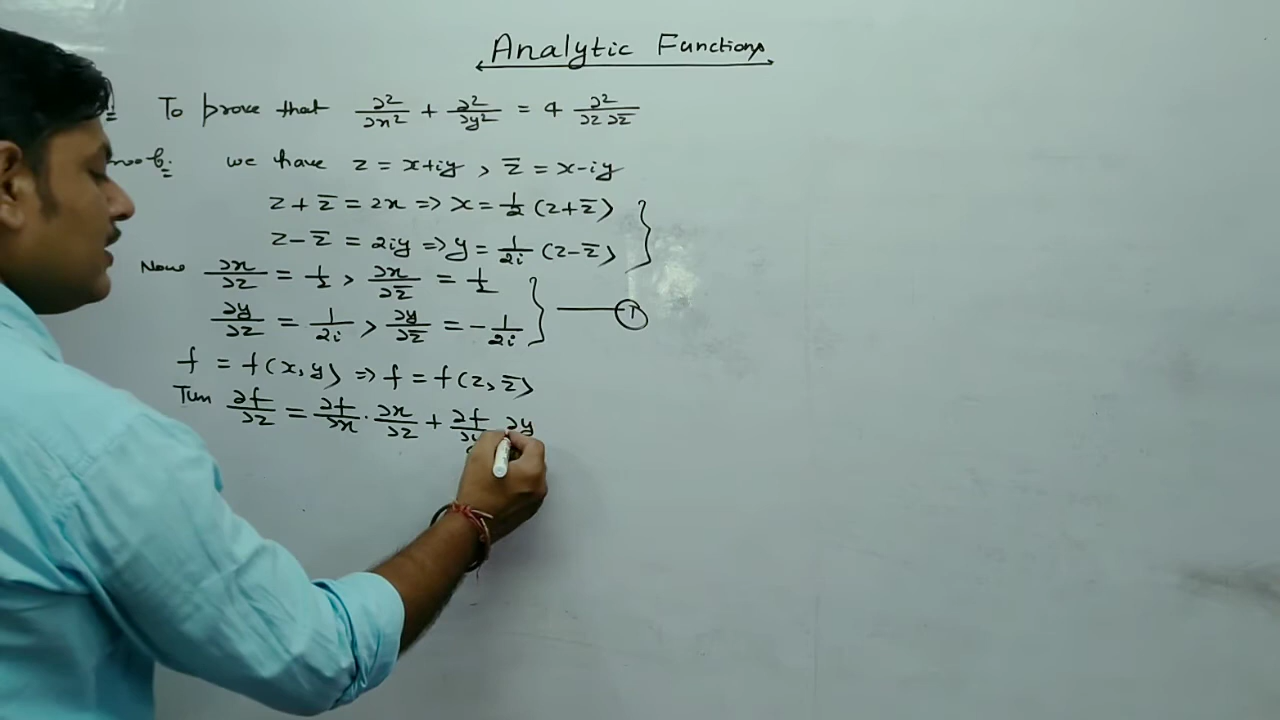 Analytic Functions
To prove that ∂²/∂x² + ∂²/∂y² = 4 ∂²/∂z ∂z̅
we have z = x+iy, z̅ = x-iy
z + z̅ = 2x => x = 1/2 (z+z̅)
z - z̅ = 2iy => y = 1/2i (z-z̅)
Now ∂x/∂z = 1/2, ∂x/∂z̅ = 1/2
∂y/∂z = 1/2i, ∂y/∂z̅ = -1/2i
f = f(x,y) => f = f(z,z̅)
∂f/∂z = ∂f/∂x · ∂x/∂z + ∂f/∂y ∂y